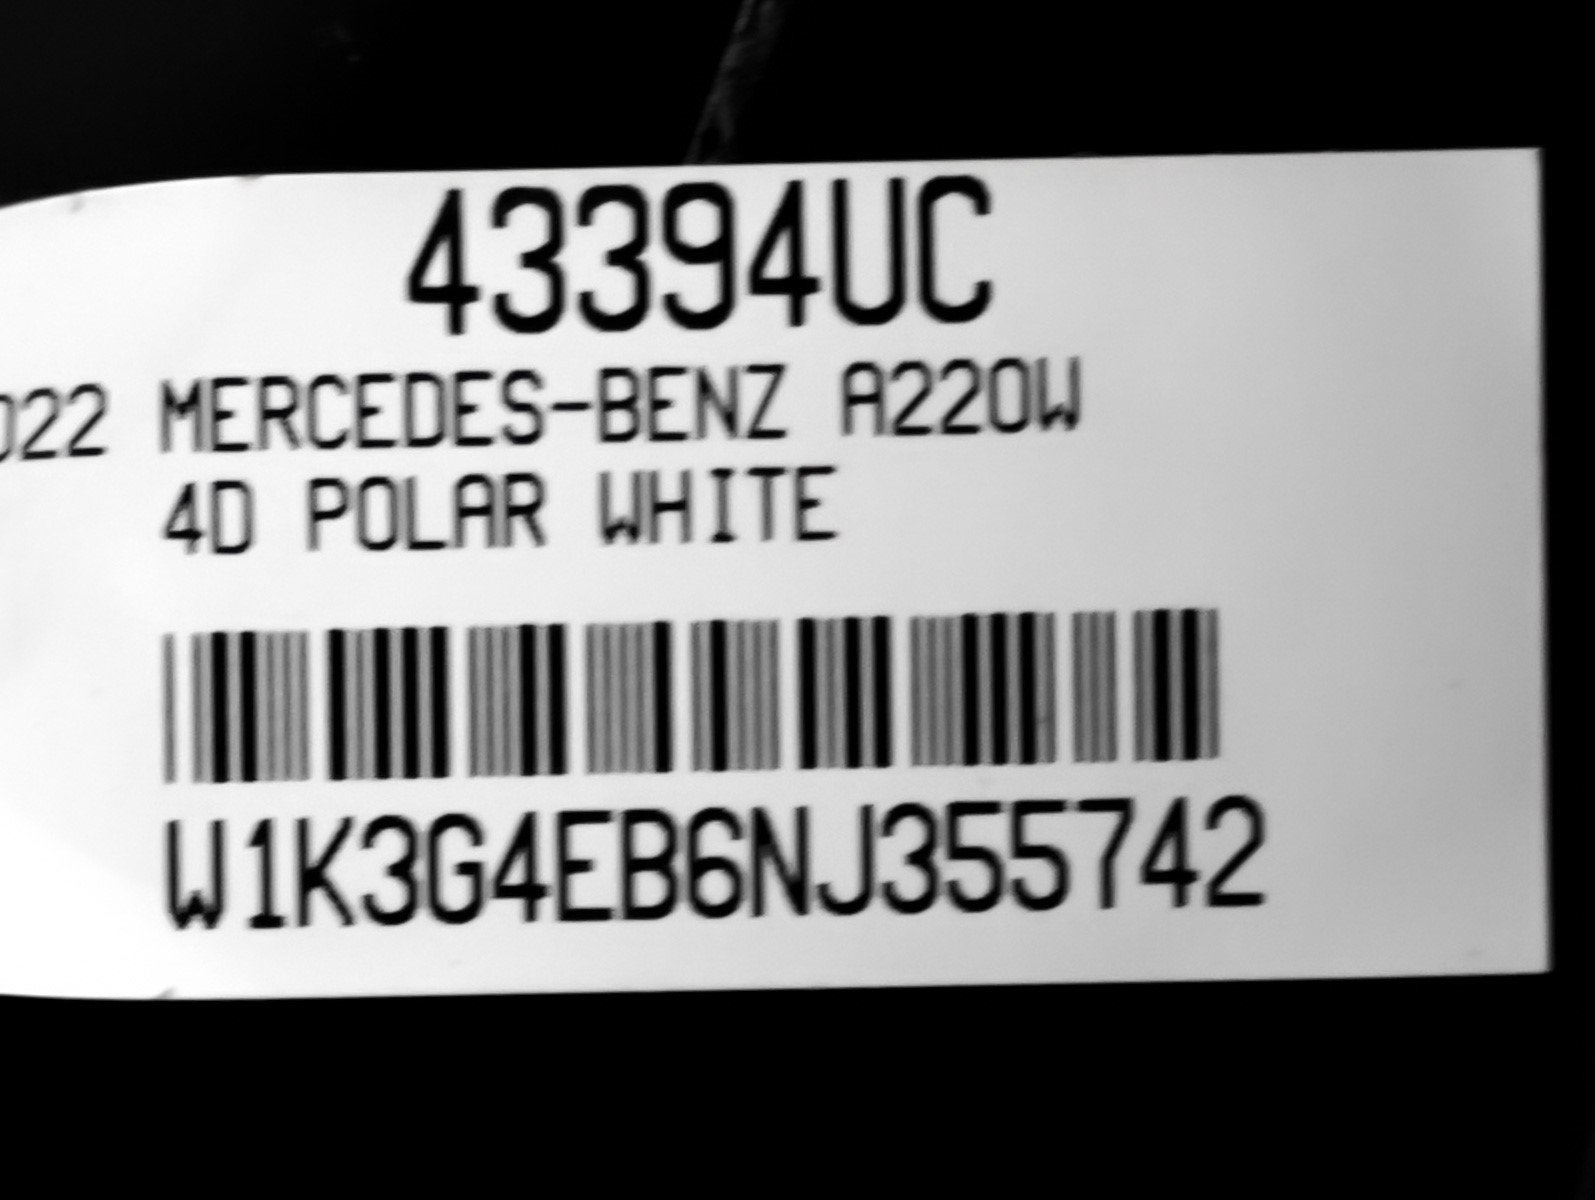 43394UC
022 MERCEDES-BENZ A220W
4D POLAR WHITE
W1K3G4EB6NJ355742